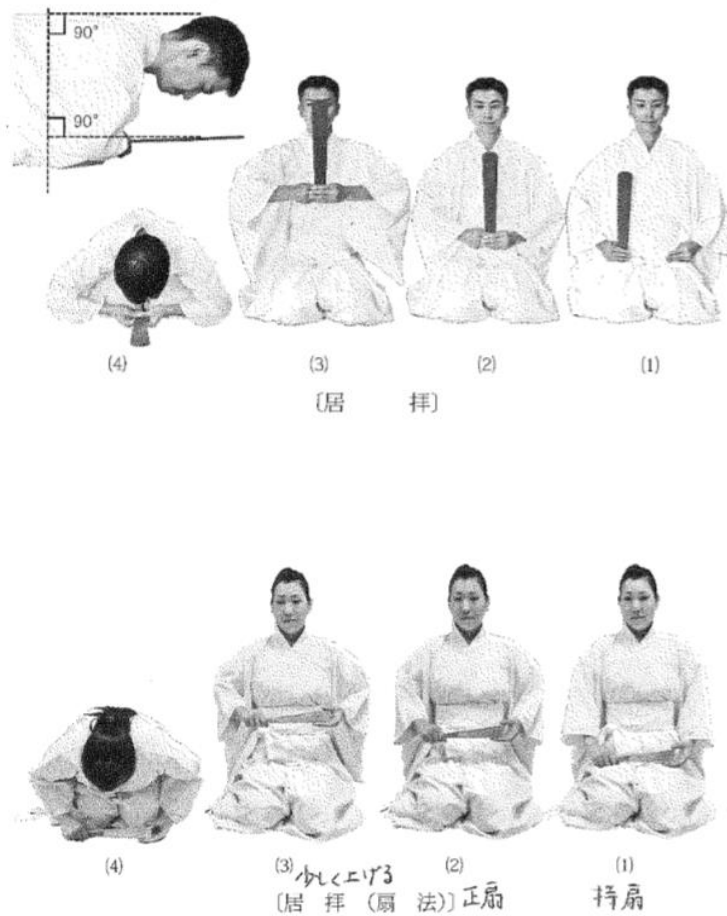 90°
90°
(4) (3) (2) (1)
〔居 拝〕
(4) (3) (2) (1)
少しく上げる
〔居 拝 (扇 法)〕 正扇 持扇